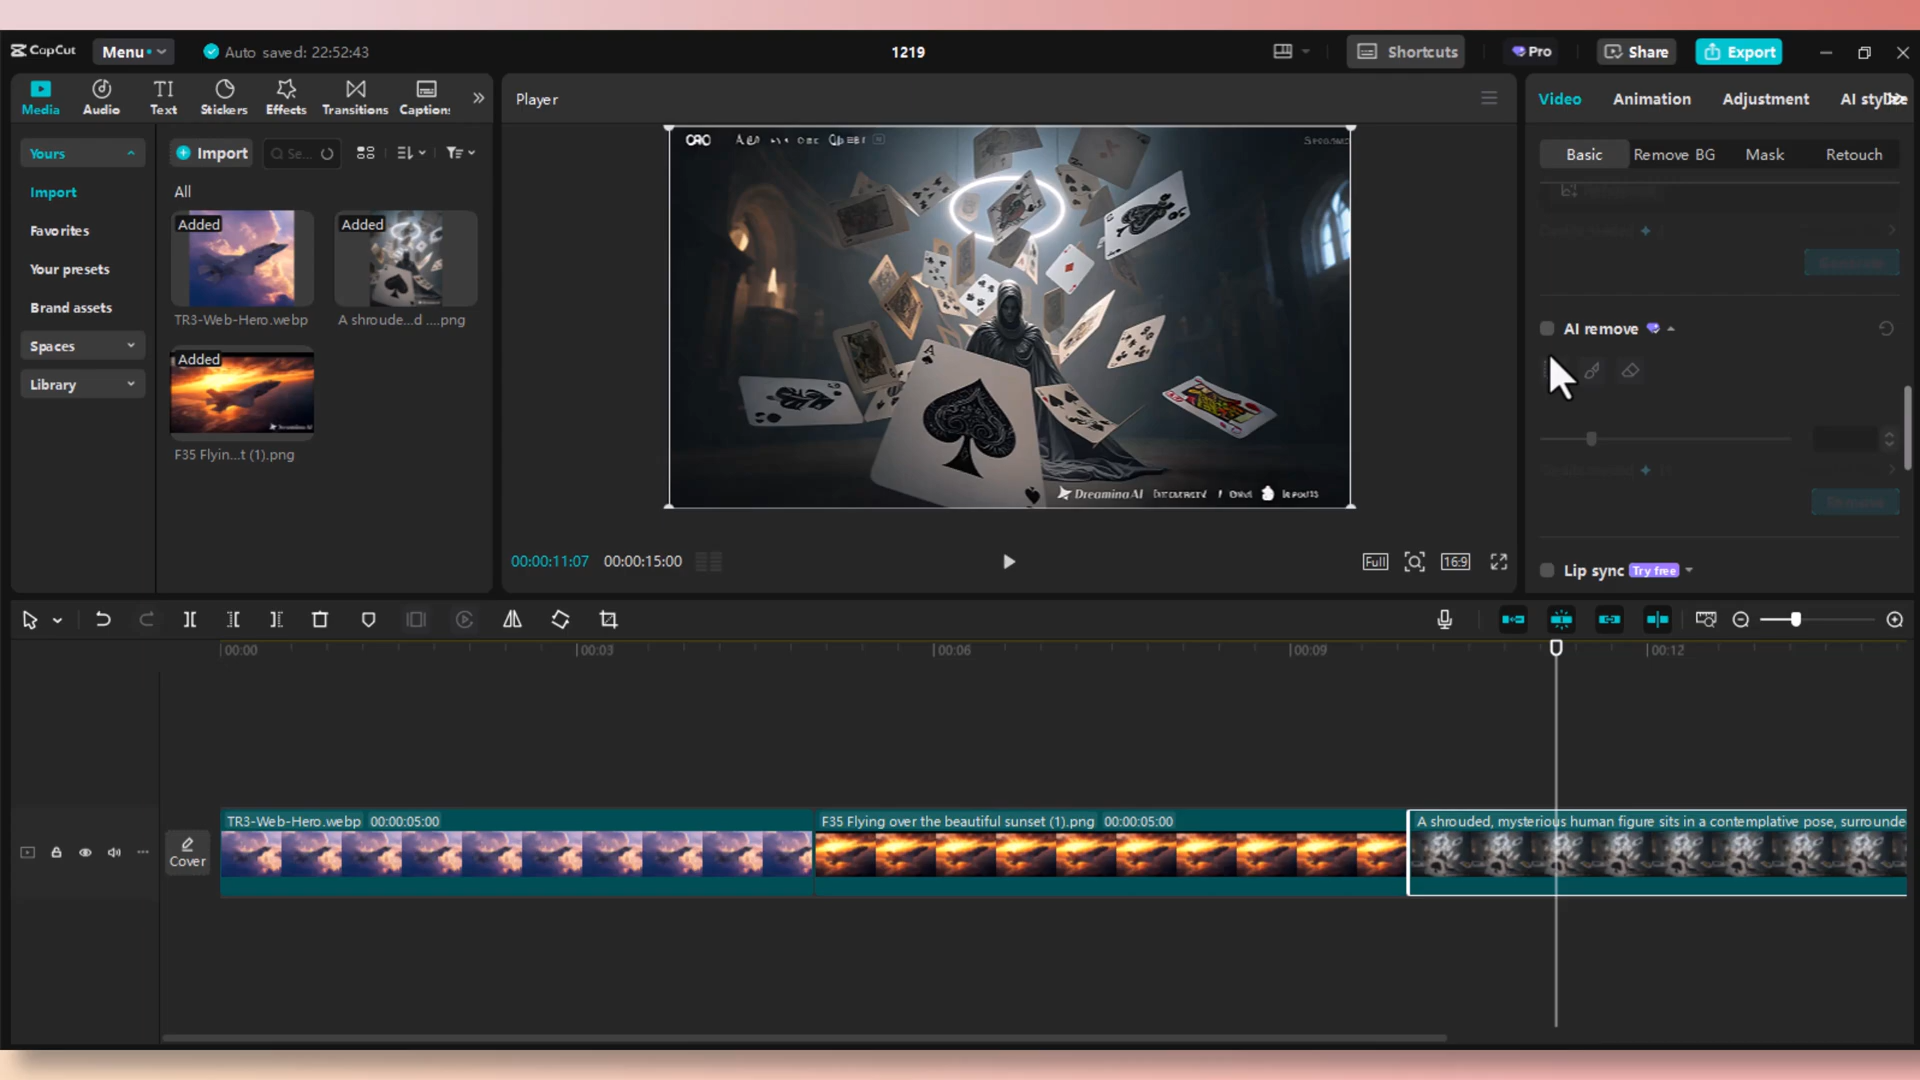 CapCut
Menu
Auto saved: 22:52:43
1219
Shortcuts
Pro
Share
Export
Media
Audio
Text
Stickers
Effects
Transitions
Caption
Player
Video
Animation
Adjustment
Yours
Import
Se...
Basic
Remove BG
Mask
Retouch
Import
All
Favorites
Your presets
Brand assets
Spaces
Library
Added
Added
TR3-Web-Hero.webp
A shroude...d ....png
Added
F35 Flyin...t (1).png
A
Dreamina AI
Dreamina AI
AI remove
Lip sync
Try free
00:00:11:07
00:00:15:00
Full
16:9
00:00
00:03
00:06
00:09
00:12
Cover
TR3-Web-Hero.webp 00:00:05:00
F35 Flying over the beautiful sunset (1).png 00:00:05:00
A shrouded, mysterious human figure sits in a contemplative pose, surrounde